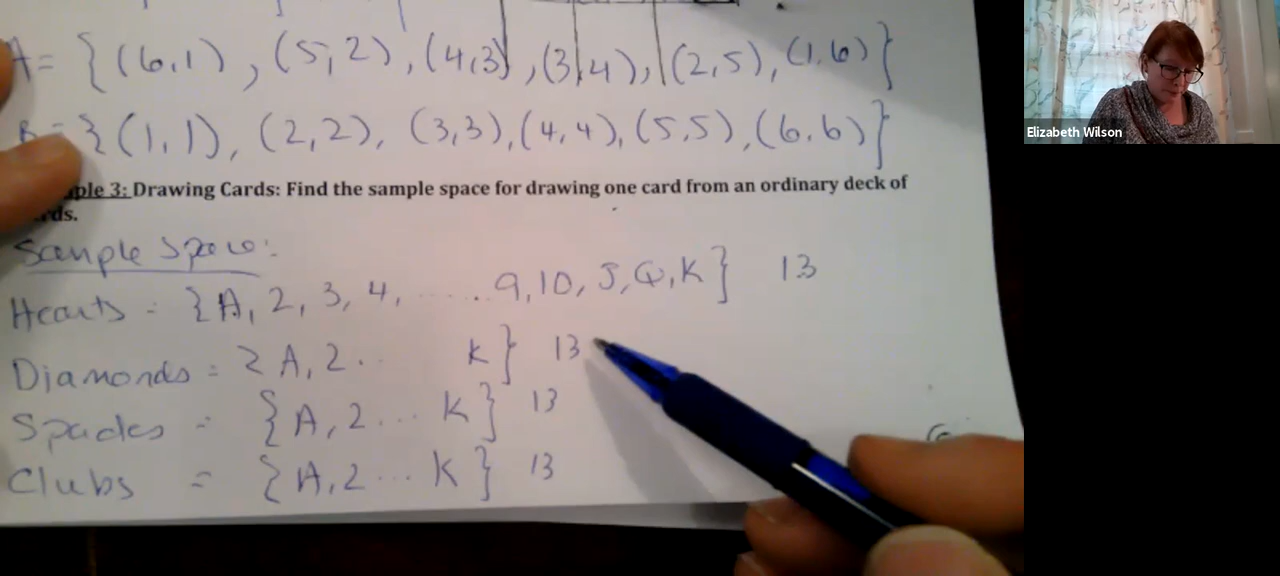 A = {(6,1), (5,2), (4,3), (3,4), (2,5), (1,6)}
B = {(1,1), (2,2), (3,3), (4,4), (5,5), (6,6)}
Elizabeth Wilson
ple 3: Drawing Cards: Find the sample space for drawing one card from an ordinary deck of
rds.
Sample Space:
Hearts = {A, 2, 3, 4, ...... 9, 10, J, Q, K} 13
Diamonds = {A, 2.. K} 13
Spades = {A, 2... K} 13
Clubs = {A, 2... K} 13